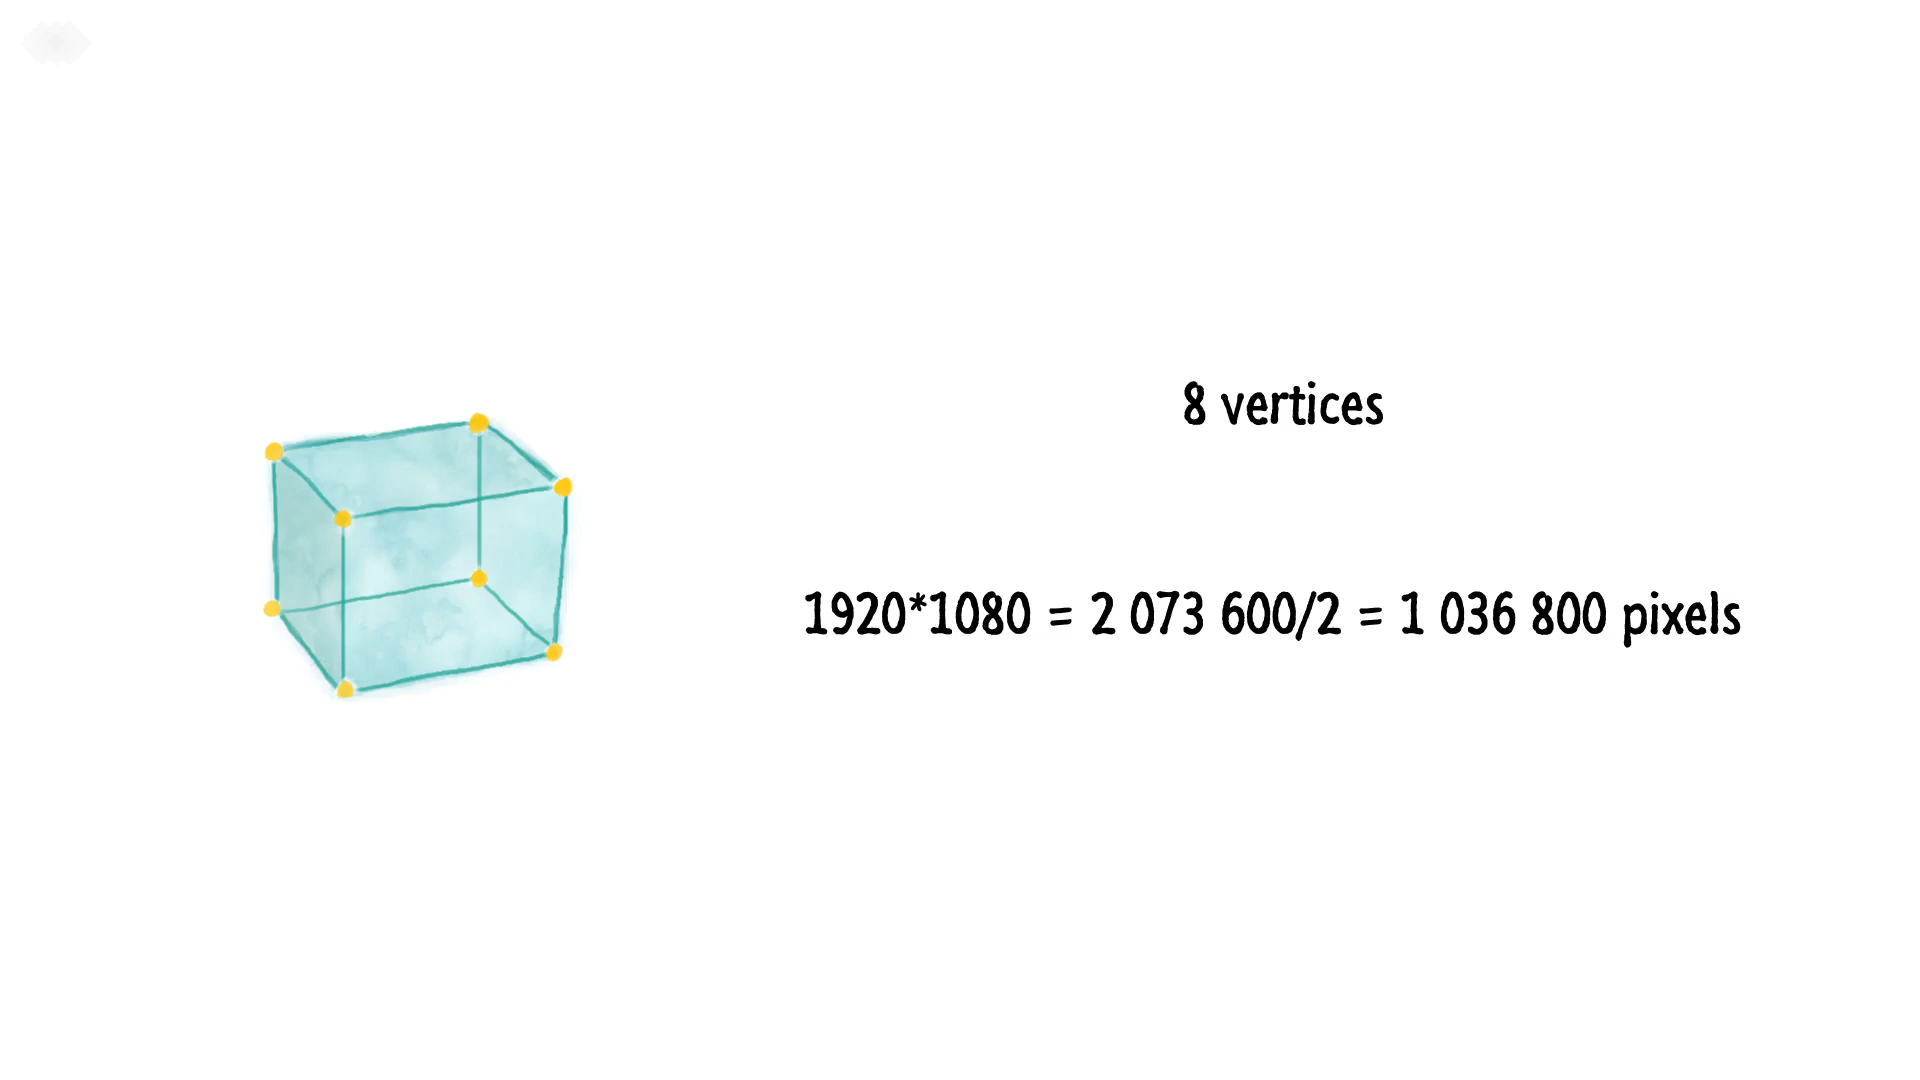 8 vertices
1920*1080 = 2 073 600/2 = 1 036 800 pixels